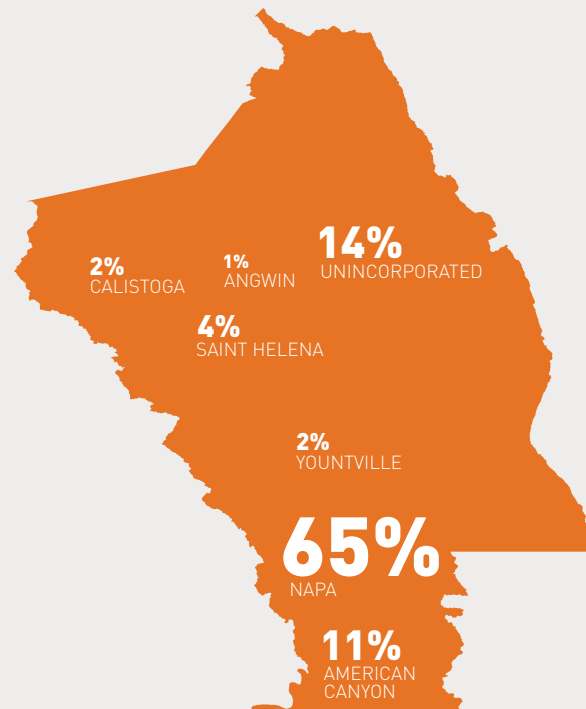 14%
UNINCORPORATED
2%
CALISTOGA
1%
ANGWIN
4%
SAINT HELENA
2%
YOUNTVILLE
65%
NAPA
11%
AMERICAN
CANYON